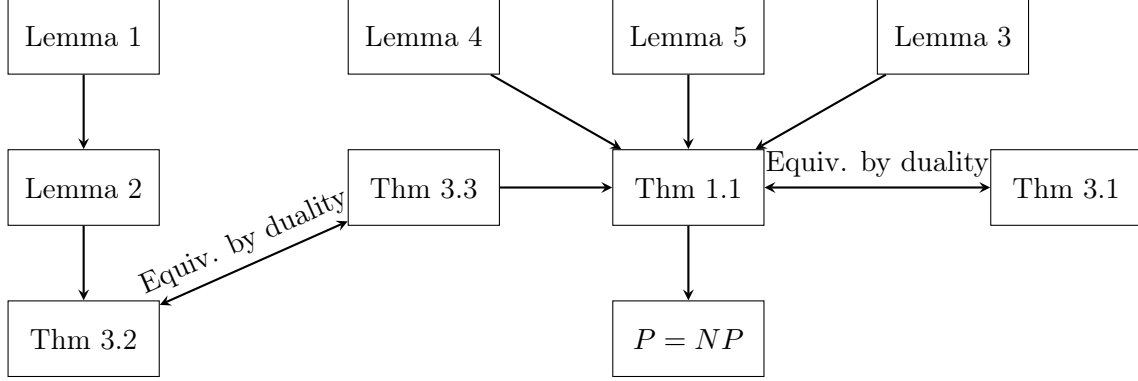 Lemma 1
Lemma 4
Lemma 5
Lemma 3
Lemma 2
Thm 3.3
Thm 1.1
Equiv. by duality
Thm 3.1
Equiv. by duality
Thm 3.2
P = NP